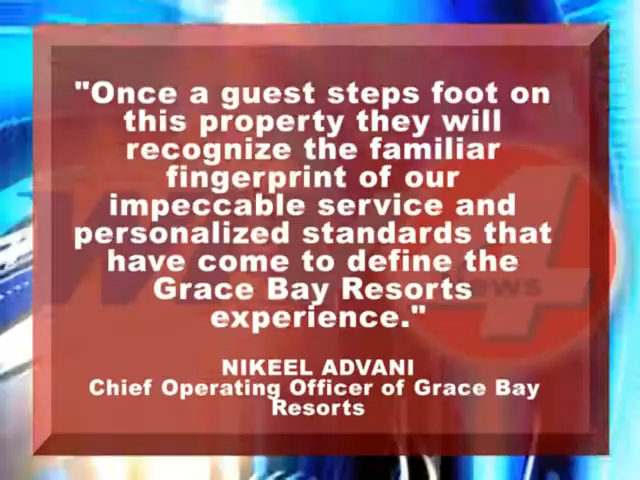 "Once a guest steps foot on
this property they will
recognize the familiar
fingerprint of our
impeccable service and
personalized standards that
have come to define the
Grace Bay Resorts
experience."
NIKEEL ADVANI
Chief Operating Officer of Grace Bay
Resorts
4
news